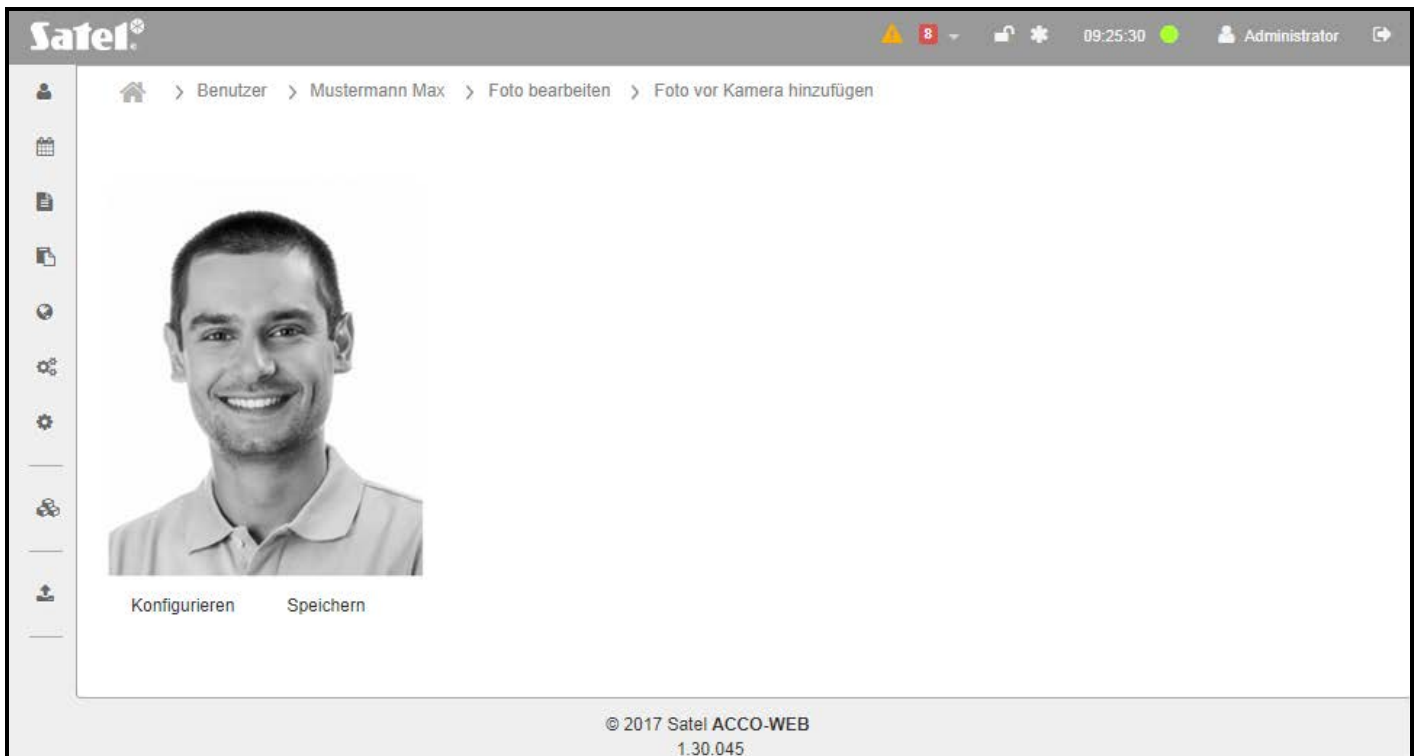 Satel®
8
09:25:30
Administrator
> Benutzer > Mustermann Max > Foto bearbeiten > Foto vor Kamera hinzufügen
Konfigurieren Speichern
© 2017 Satel ACCO-WEB
1.30.045